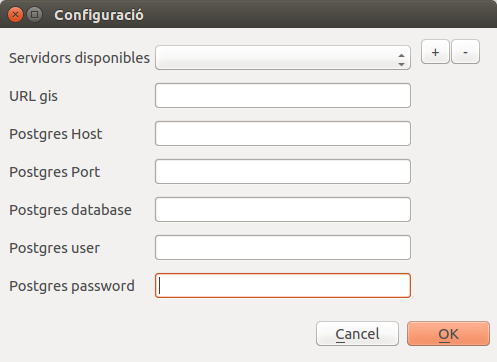 Configuració
Servidors disponibles + -
URL gis
Postgres Host
Postgres Port
Postgres database
Postgres user
Postgres password
Cancel OK